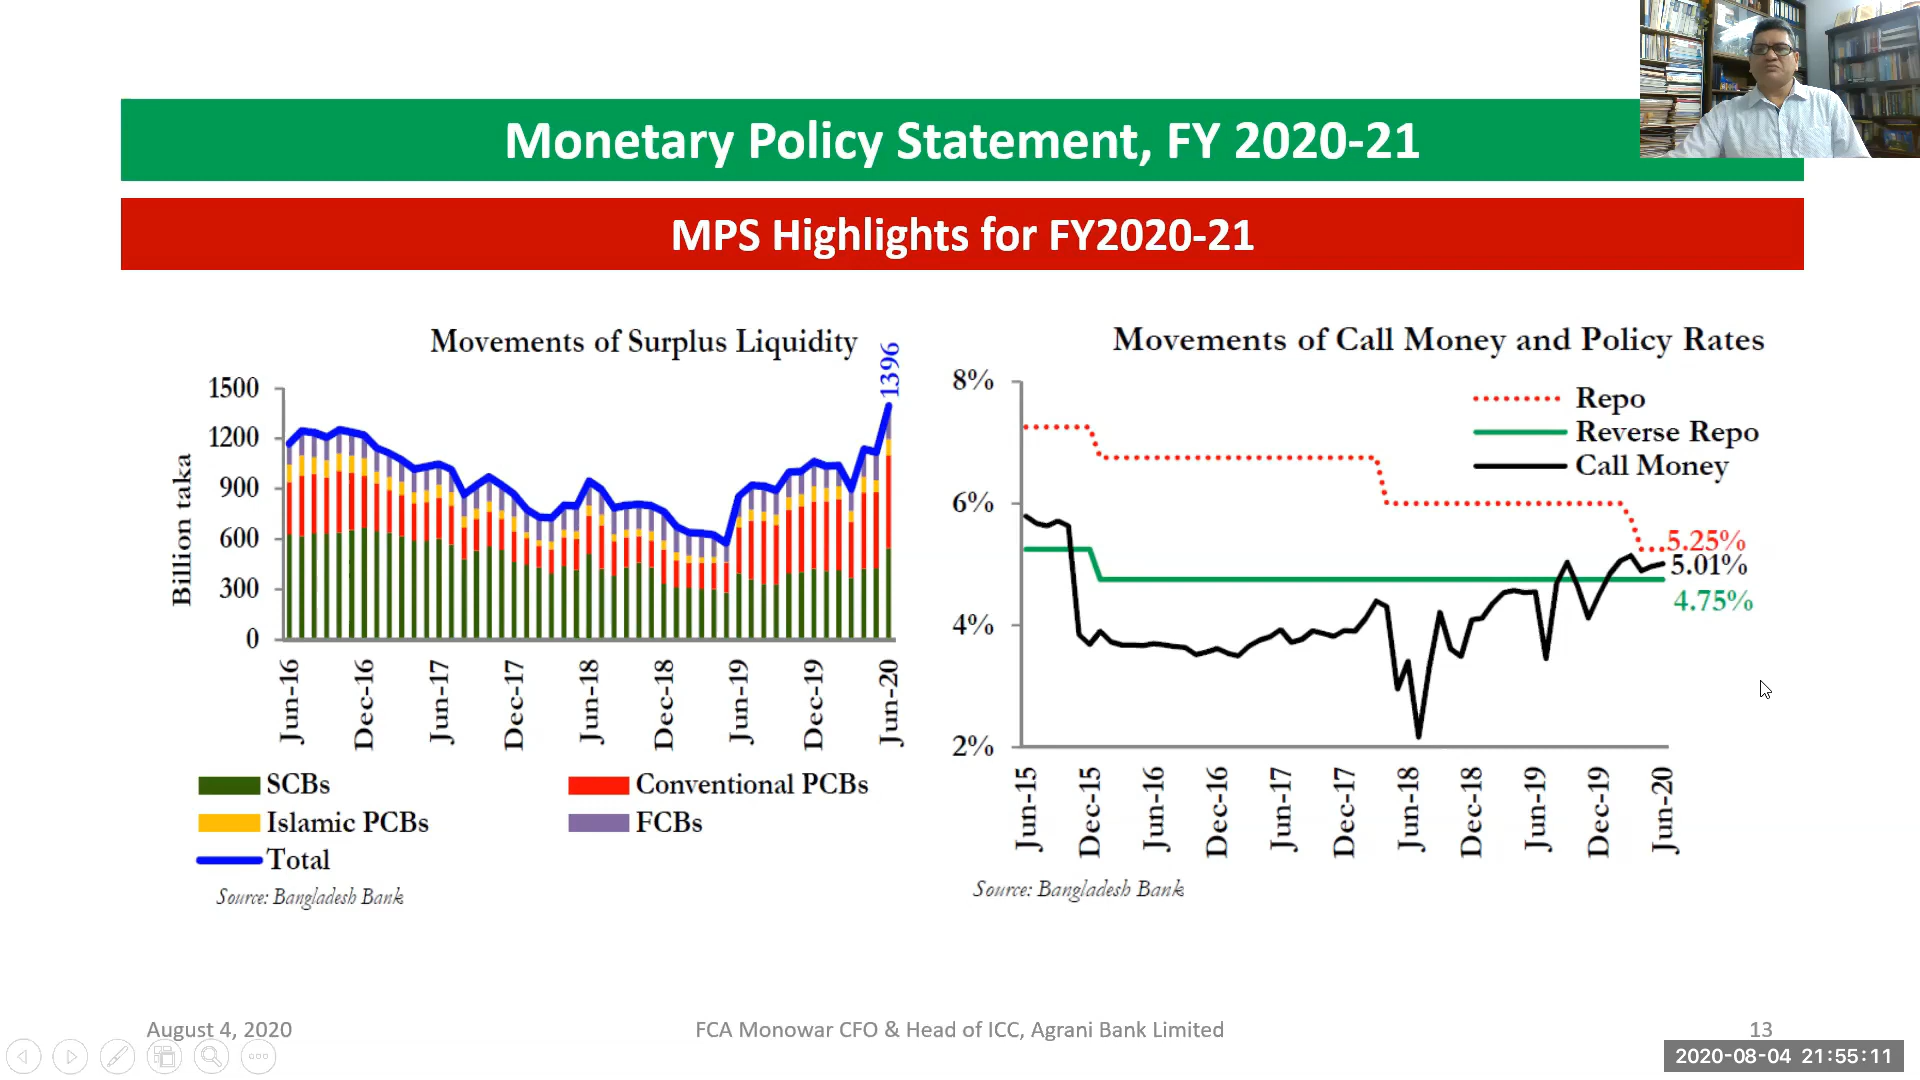 Monetary Policy Statement, FY 2020-21
MPS Highlights for FY2020-21
Movements of Surplus Liquidity
1396
Billion taka
1500
1200
900
600
300
0
Jun-16
Dec-16
Jun-17
Dec-17
Jun-18
Dec-18
Jun-19
Dec-19
Jun-20
SCBs
Conventional PCBs
Islamic PCBs
FCBs
Total
Source: Bangladesh Bank
Movements of Call Money and Policy Rates
8%
6%
4%
2%
Repo
Reverse Repo
Call Money
5.25%
5.01%
4.75%
Jun-15
Dec-15
Jun-16
Dec-16
Jun-17
Dec-17
Jun-18
Dec-18
Jun-19
Dec-19
Jun-20
Source: Bangladesh Bank
August 4, 2020
FCA Monowar CFO & Head of ICC, Agrani Bank Limited
13
2020-08-04 21:55:11